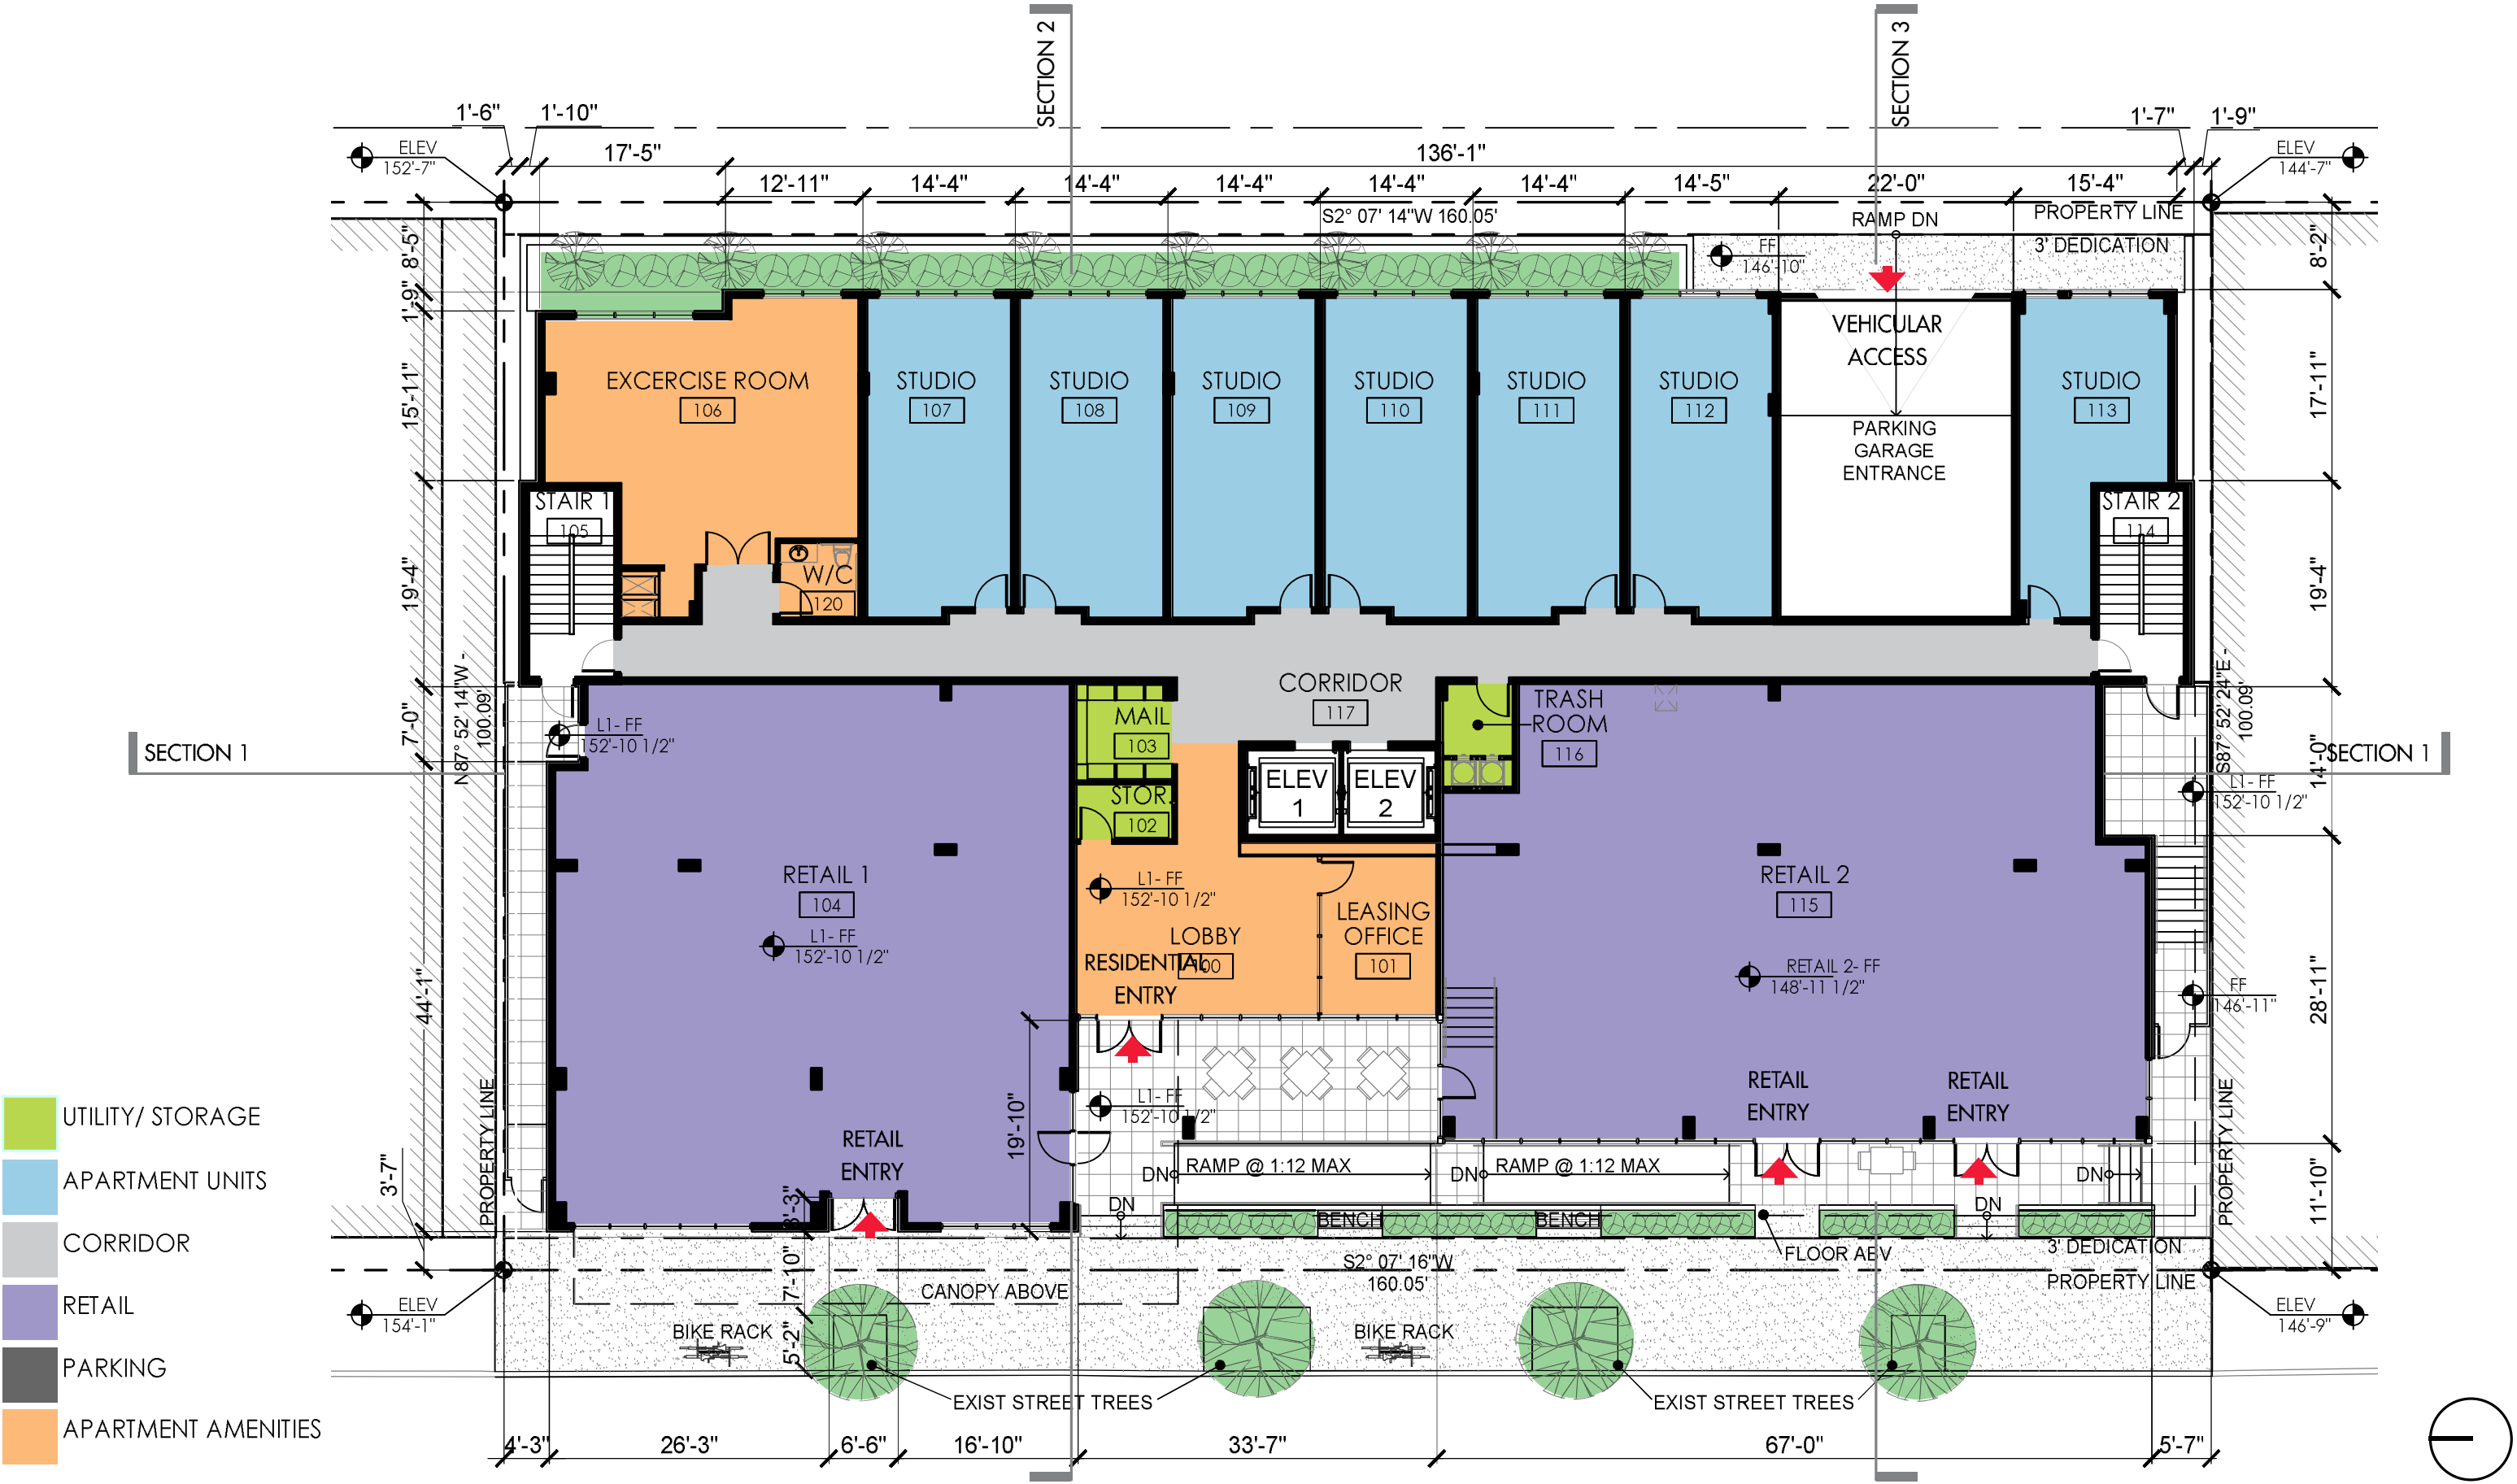 SECTION 2
SECTION 3
1'-6"
1'-10"
1'-7"
1'-9"
ELEV
152'-7"
17'-5"
136'-1"
ELEV
144'-7"
12'-11"
14'-4"
14'-4"
14'-4"
14'-4"
14'-4"
14'-5"
22'-0"
15'-4"
S2° 07' 14"W 160.05'
RAMP DN
PROPERTY LINE
FF
146'-10"
3' DEDICATION
8'-5"
1'-9"
15'-11"
19'-4"
7'-0"
44'-1"
3'-7"
8'-2"
17'-11"
19'-4"
14'-0"
28'-11"
11'-10"
VEHICULAR
ACCESS
EXCERCISE ROOM
106
STUDIO
107
STUDIO
108
STUDIO
109
STUDIO
110
STUDIO
111
STUDIO
112
STUDIO
113
PARKING
GARAGE
ENTRANCE
STAIR 1
105
STAIR 2
114
W/C
120
N87° 52' 14"W -
100.09'
S87° 52' 24"E -
100.09'
CORRIDOR
117
MAIL
103
TRASH
ROOM
116
L1- FF
152'-10 1/2"
SECTION 1
SECTION 1
ELEV
1
ELEV
2
STOR.
102
L1- FF
152'-10 1/2"
RETAIL 1
104
L1- FF
152'-10 1/2"
L1- FF
152'-10 1/2"
LOBBY
100
RESIDENTIAL
ENTRY
LEASING
OFFICE
101
RETAIL 2
115
RETAIL 2- FF
148'-11 1/2"
FF
146'-11"
19'-10"
L1- FF
152'-10 1/2"
RETAIL
ENTRY
RETAIL
ENTRY
RETAIL
ENTRY
PROPERTY LINE
PROPERTY LINE
DN
RAMP @ 1:12 MAX
DN
RAMP @ 1:12 MAX
DN
DN
DN
BENCH
BENCH
3'-3"
7'-10"
5'-2"
FLOOR ABV
3' DEDICATION
S2° 07' 16"W
160.05'
PROPERTY LINE
CANOPY ABOVE
ELEV
154'-1"
ELEV
146'-9"
BIKE RACK
BIKE RACK
EXIST STREET TREES
EXIST STREET TREES
4'-3"
26'-3"
6'-6"
16'-10"
33'-7"
67'-0"
5'-7"
UTILITY/ STORAGE
APARTMENT UNITS
CORRIDOR
RETAIL
PARKING
APARTMENT AMENITIES